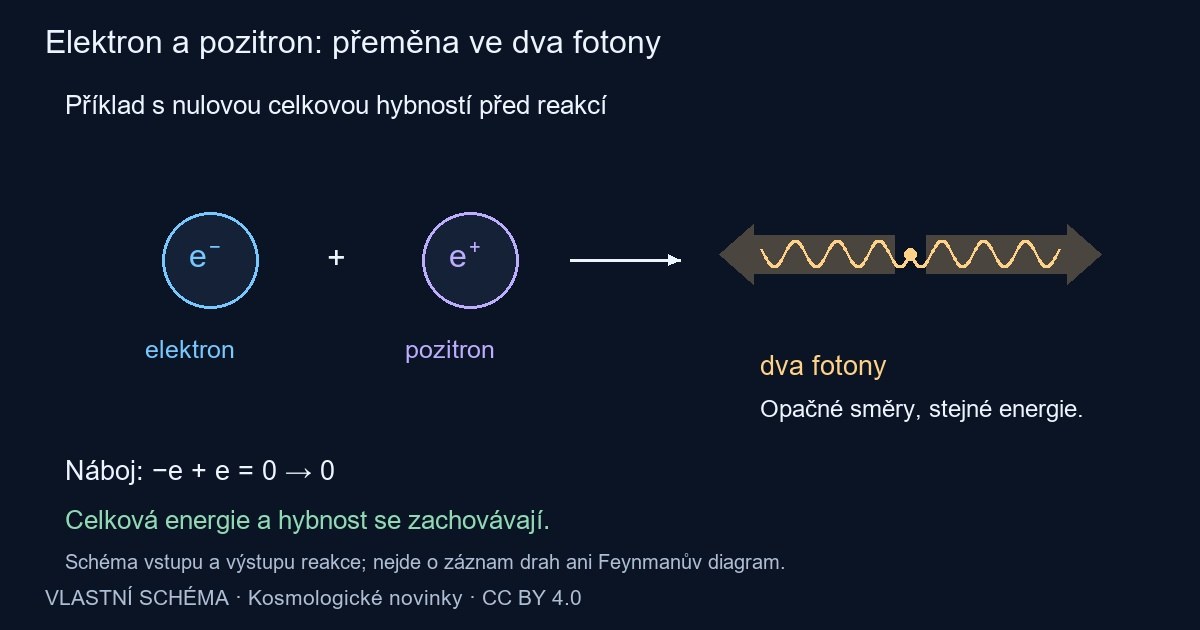 Elektron a pozitron: přeměna ve dva fotony
Příklad s nulovou celkovou hybností před reakcí
e⁻ + e⁺
elektron
pozitron
dva fotony
Opačné směry, stejné energie.
Náboj: −e + e = 0 → 0
Celková energie a hybnost se zachovávají.
Schéma vstupu a výstupu reakce; nejde o záznam drah ani Feynmanův diagram.
VLASTNÍ SCHÉMA · Kosmologické novinky · CC BY 4.0